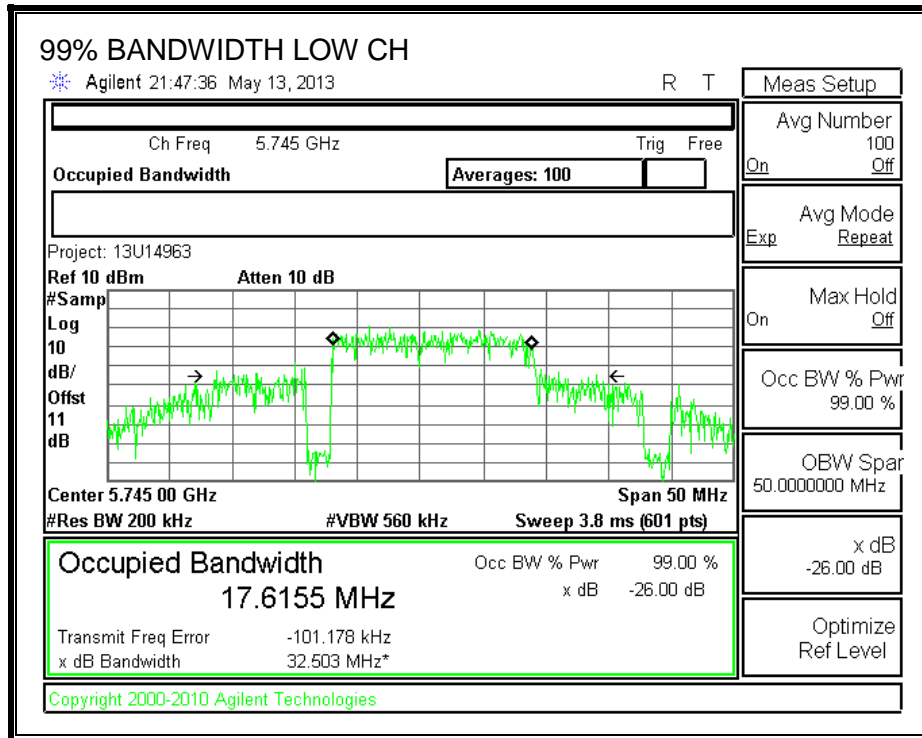 99% BANDWIDTH LOW CH
Agilent 21:47:36 May 13, 2013 R T
Ch Freq 5.745 GHz Trig Free
Occupied Bandwidth Averages: 100
Project: 13U14963
Ref 10 dBm Atten 10 dB
#Samp
Log
10
dB/
Offst
11
dB
Center 5.745 00 GHz Span 50 MHz
#Res BW 200 kHz #VBW 560 kHz Sweep 3.8 ms (601 pts)
Occupied Bandwidth
17.6155 MHz
Occ BW % Pwr 99.00 %
x dB -26.00 dB
Transmit Freq Error -101.178 kHz
x dB Bandwidth 32.503 MHz*
Copyright 2000-2010 Agilent Technologies
Meas Setup
Avg Number
100
On Off
Avg Mode
Exp Repeat
Max Hold
On Off
Occ BW % Pwr
99.00 %
OBW Spar
50.0000000 MHz
x dB
-26.00 dB
Optimize
Ref Level